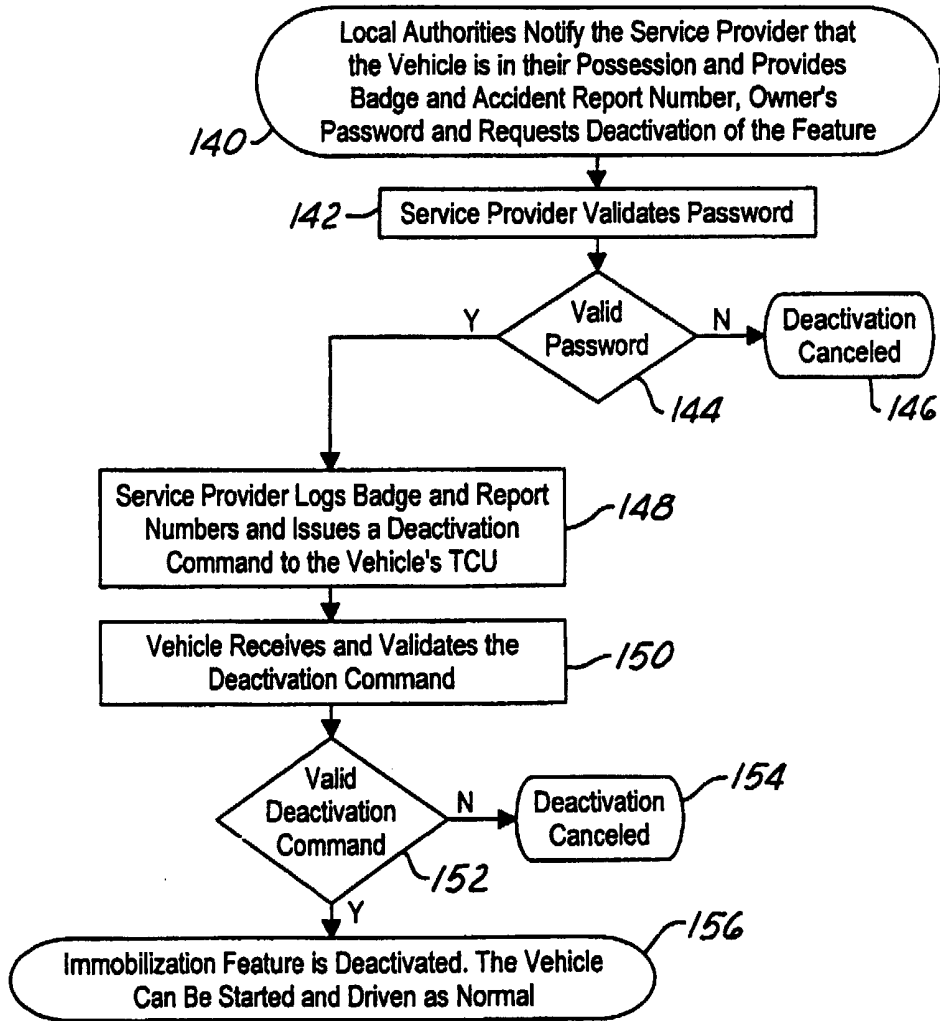 Local Authorities Notify the Service Provider that
the Vehicle is in their Possession and Provides
Badge and Accident Report Number, Owner's
Password and Requests Deactivation of the Feature
140
142
Service Provider Validates Password
Valid
Password
Y
N
144
Deactivation
Canceled
146
Service Provider Logs Badge and Report
Numbers and Issues a Deactivation
Command to the Vehicle's TCU
148
Vehicle Receives and Validates the
Deactivation Command
150
Valid
Deactivation
Command
N
152
Y
Deactivation
Canceled
154
Immobilization Feature is Deactivated. The Vehicle
Can Be Started and Driven as Normal
156